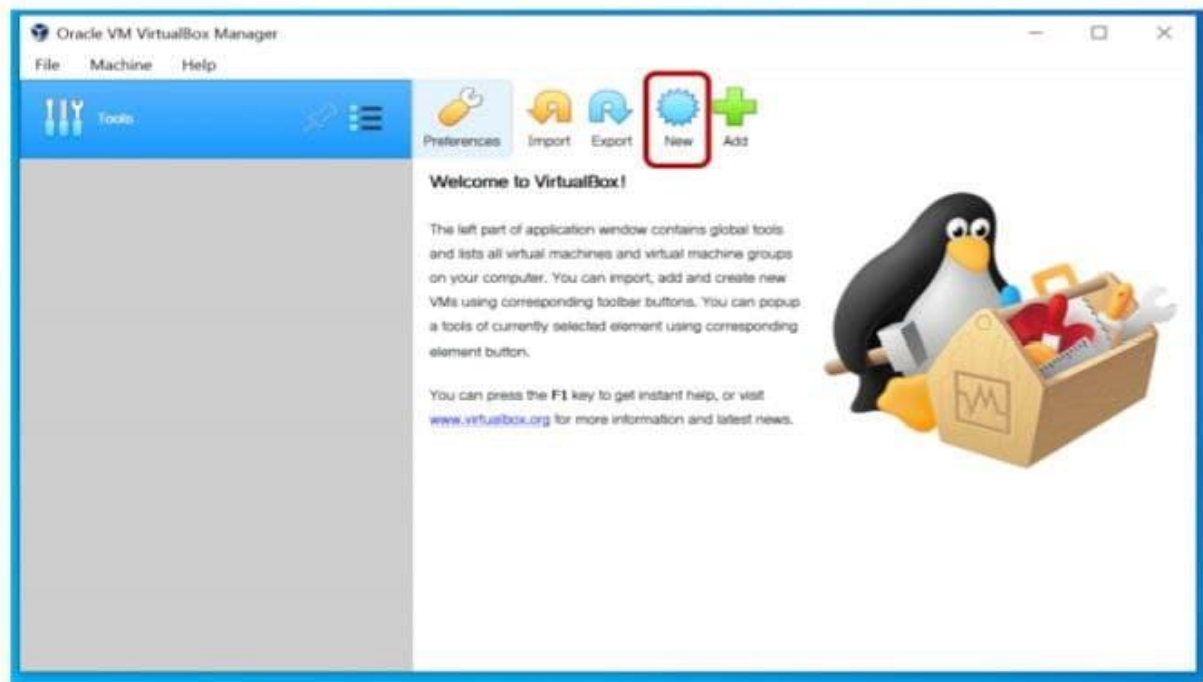 Oracle VM VirtualBox Manager
File Machine Help
Tools
Preferences Import Export New Add
Welcome to VirtualBox!
The left part of application window contains global tools
and lists all virtual machines and virtual machine groups
on your computer. You can import, add and create new
VMs using corresponding toolbar buttons. You can popup
a tools of currently selected element using corresponding
element button.
You can press the F1 key to get instant help, or visit
www.virtualbox.org for more information and latest news.